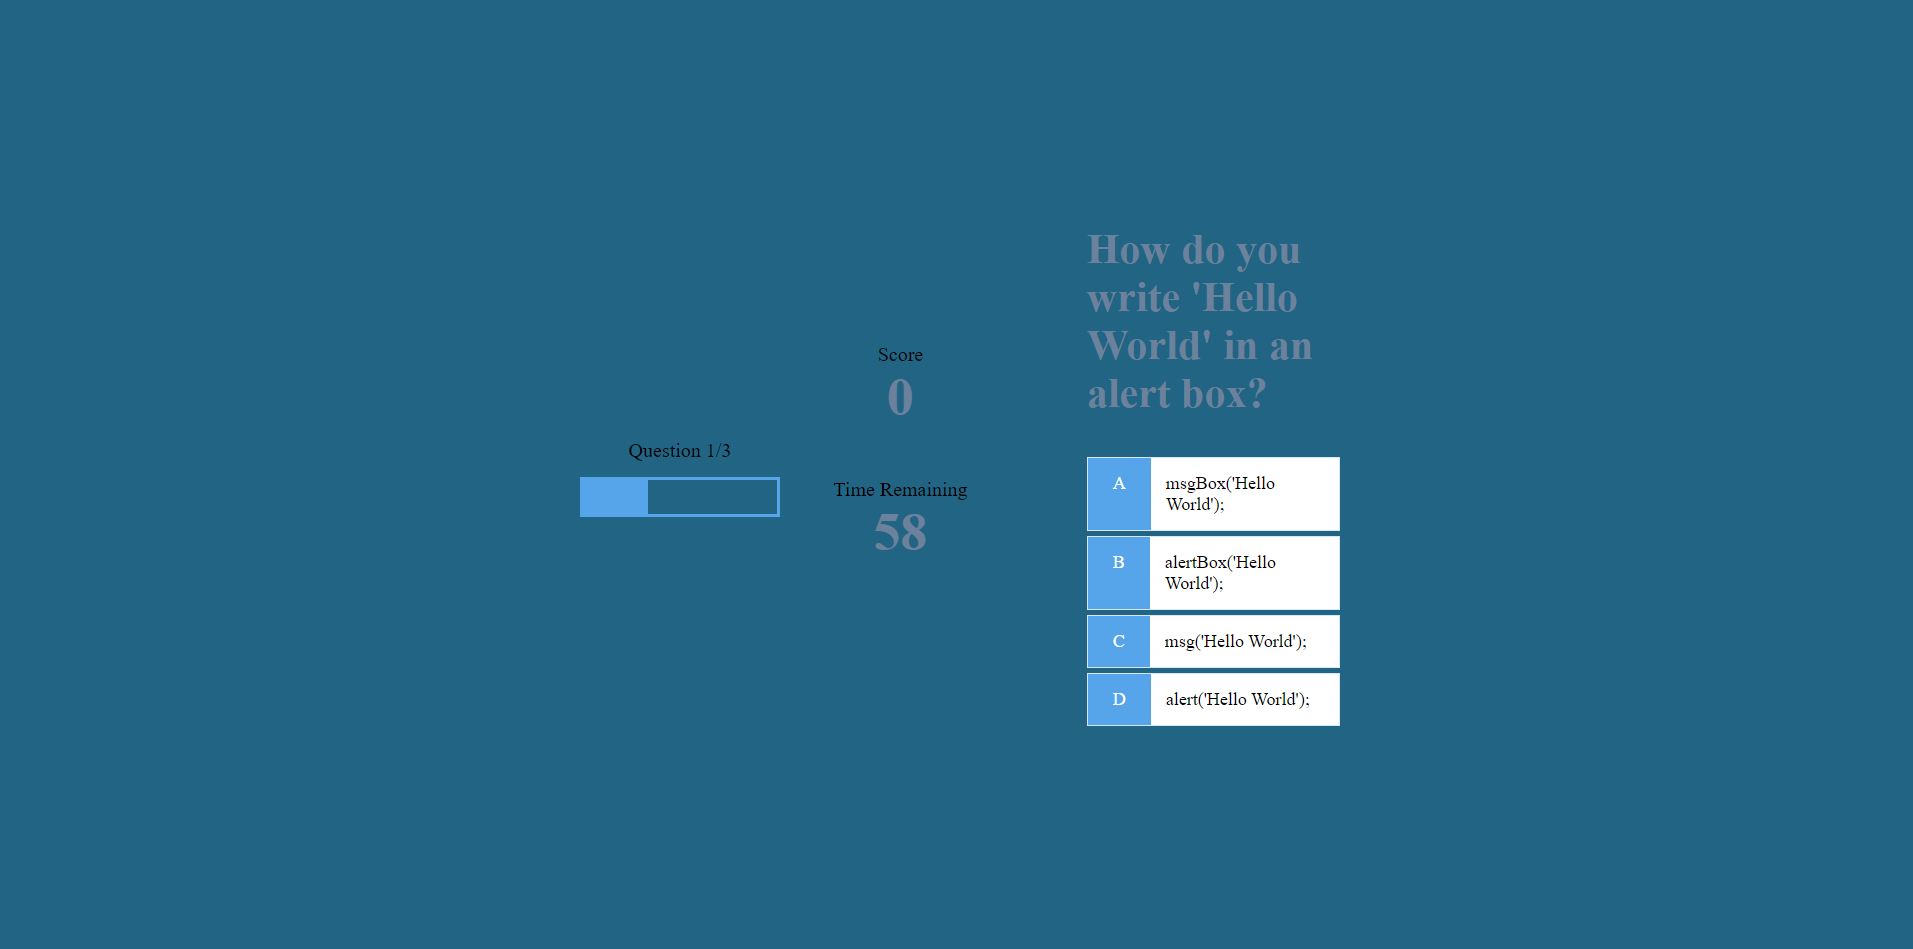 Question 1/3
Score
0
Time Remaining
58
How do you
write 'Hello
World' in an
alert box?
A
msgBox('Hello
World');
B
alertBox('Hello
World');
C
msg('Hello World');
D
alert('Hello World');